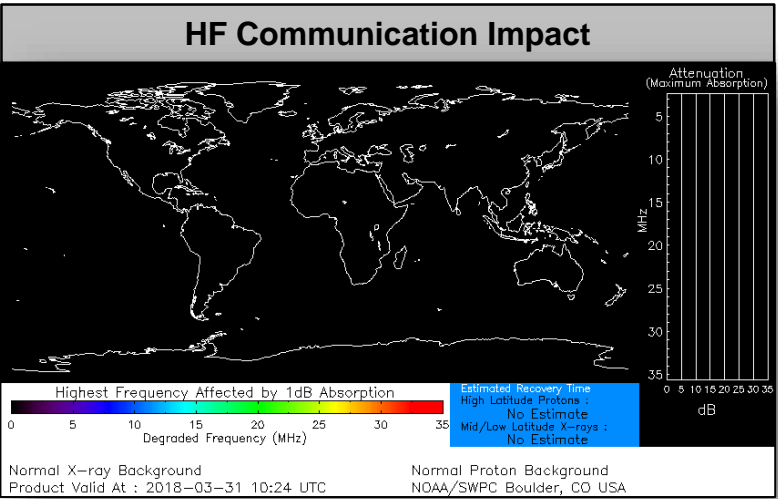 HF Communication Impact
Attenuation
(Maximum Absorption)
5
10
15
20
25
30
35
MHz
0 5 10 15 20 25 30 35
dB
Highest Frequency Affected by 1dB Absorption
0 5 10 15 20 25 30 35
Degraded Frequency (MHz)
Estimated Recovery Time
High Latitude Protons :
No Estimate
Mid/Low Latitude X-rays :
No Estimate
Normal X-ray Background
Normal Proton Background
Product Valid At : 2018-03-31 10:24 UTC
NOAA/SWPC Boulder, CO USA